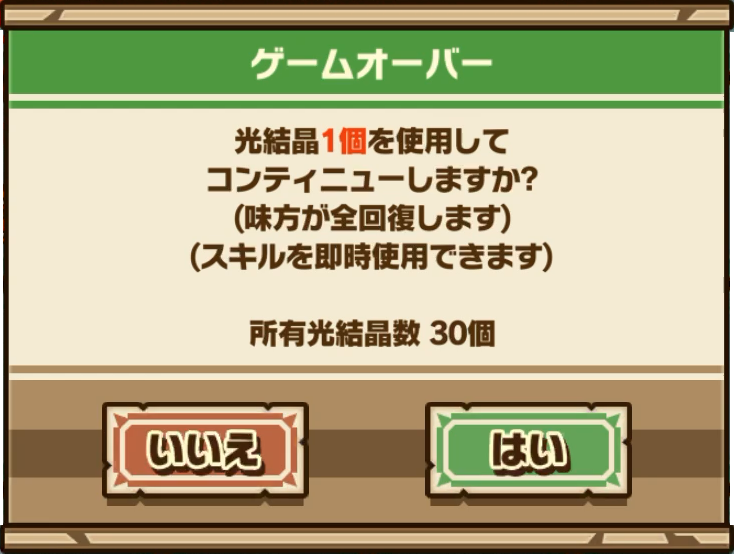 ゲームオーバー
光結晶1個を使用して
コンティニューしますか?
(味方が全回復します)
(スキルを即時使用できます)
所有光結晶数 30個
いいえ
はい